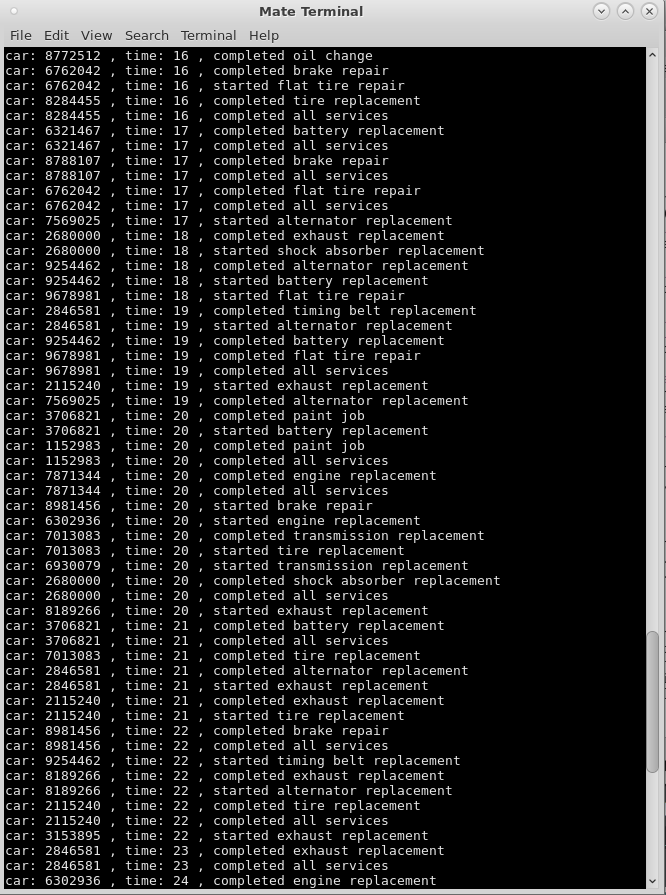 Mate Terminal
File Edit View Search Terminal Help
car: 8772512 , time: 16 , completed oil change
car: 6762042 , time: 16 , completed brake repair
car: 6762042 , time: 16 , started flat tire repair
car: 8284455 , time: 16 , completed tire replacement
car: 8284455 , time: 16 , completed all services
car: 6321467 , time: 17 , completed battery replacement
car: 6321467 , time: 17 , completed all services
car: 8788107 , time: 17 , completed brake repair
car: 8788107 , time: 17 , completed all services
car: 6762042 , time: 17 , completed flat tire repair
car: 6762042 , time: 17 , completed all services
car: 7569025 , time: 17 , started alternator replacement
car: 2680000 , time: 18 , completed exhaust replacement
car: 2680000 , time: 18 , started shock absorber replacement
car: 9254462 , time: 18 , completed alternator replacement
car: 9254462 , time: 18 , started battery replacement
car: 9678981 , time: 18 , started flat tire repair
car: 2846581 , time: 19 , completed timing belt replacement
car: 2846581 , time: 19 , started alternator replacement
car: 9254462 , time: 19 , completed battery replacement
car: 9678981 , time: 19 , completed flat tire repair
car: 9678981 , time: 19 , completed all services
car: 2115240 , time: 19 , started exhaust replacement
car: 7569025 , time: 19 , completed alternator replacement
car: 3706821 , time: 20 , completed paint job
car: 3706821 , time: 20 , started battery replacement
car: 1152983 , time: 20 , completed paint job
car: 1152983 , time: 20 , completed all services
car: 7871344 , time: 20 , completed engine replacement
car: 7871344 , time: 20 , completed all services
car: 8981456 , time: 20 , started brake repair
car: 6302936 , time: 20 , started engine replacement
car: 7013083 , time: 20 , completed transmission replacement
car: 7013083 , time: 20 , started tire replacement
car: 6930079 , time: 20 , started transmission replacement
car: 2680000 , time: 20 , completed shock absorber replacement
car: 2680000 , time: 20 , completed all services
car: 8189266 , time: 20 , started exhaust replacement
car: 3706821 , time: 21 , completed battery replacement
car: 3706821 , time: 21 , completed all services
car: 7013083 , time: 21 , completed tire replacement
car: 2846581 , time: 21 , completed alternator replacement
car: 2846581 , time: 21 , started exhaust replacement
car: 2115240 , time: 21 , completed exhaust replacement
car: 2115240 , time: 21 , started tire replacement
car: 8981456 , time: 22 , completed brake repair
car: 8981456 , time: 22 , completed all services
car: 9254462 , time: 22 , started timing belt replacement
car: 8189266 , time: 22 , completed exhaust replacement
car: 8189266 , time: 22 , started alternator replacement
car: 2115240 , time: 22 , completed tire replacement
car: 2115240 , time: 22 , completed all services
car: 3153895 , time: 22 , started exhaust replacement
car: 2846581 , time: 23 , completed exhaust replacement
car: 2846581 , time: 23 , completed all services
car: 6302936 , time: 24 , completed engine replacement